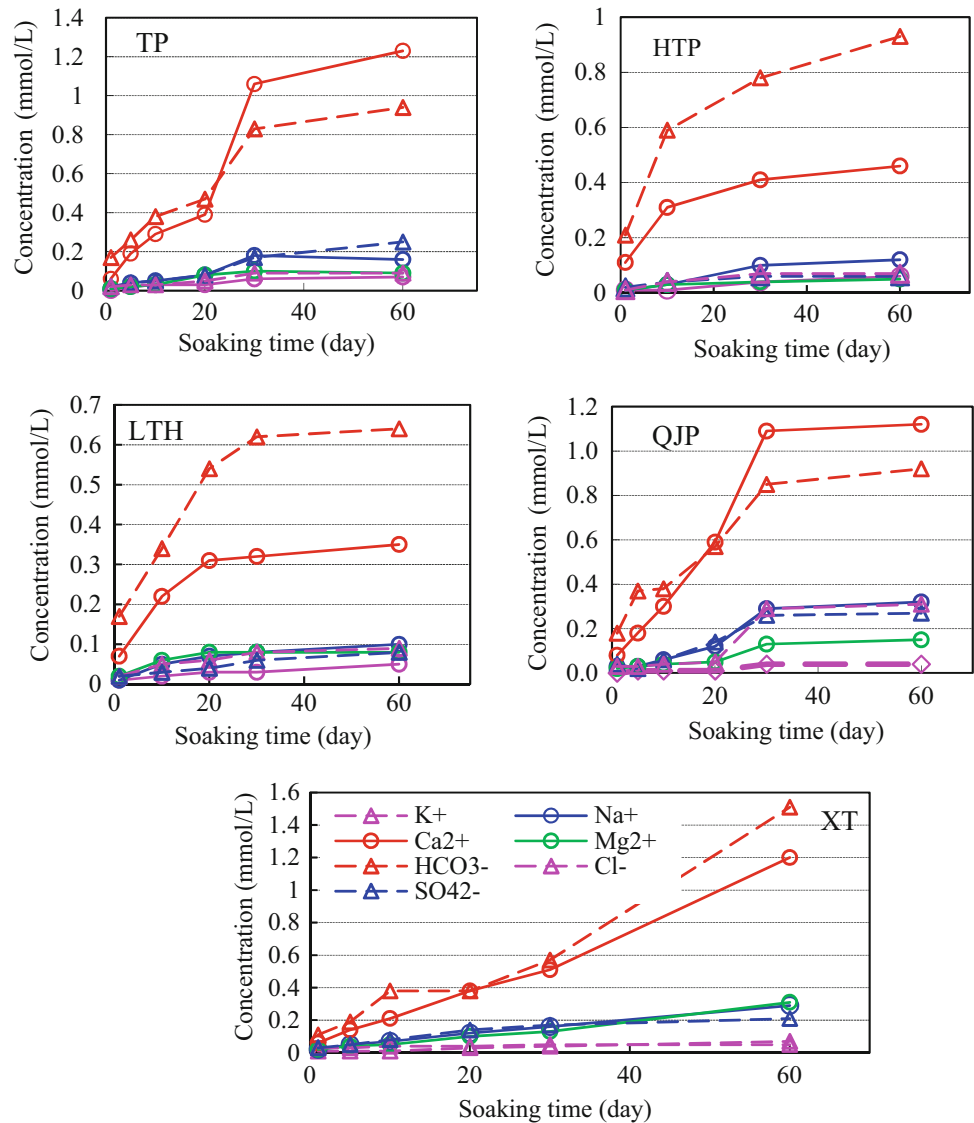 TP
Concentration (mmol/L)
1.4
1.2
1
0.8
0.6
0.4
0.2
0
0 20 40 60
Soaking time (day)
HTP
Concentration (mmol/L)
1
0.8
0.6
0.4
0.2
0
0 20 40 60
Soaking time (day)
LTH
Concentration (mmol/L)
0.7
0.6
0.5
0.4
0.3
0.2
0.1
0
0 20 40 60
Soaking time (day)
QJP
Concentration (mmol/L)
1.2
1.0
0.8
0.6
0.4
0.2
0
0 20 40 60
Soaking time (day)
XT
Concentration (mmol/L)
1.6
1.4
1.2
1
0.8
0.6
0.4
0.2
0
K+ Na+
Ca2+ Mg2+
HCO3- Cl-
SO42-
0 20 40 60
Soaking time (day)